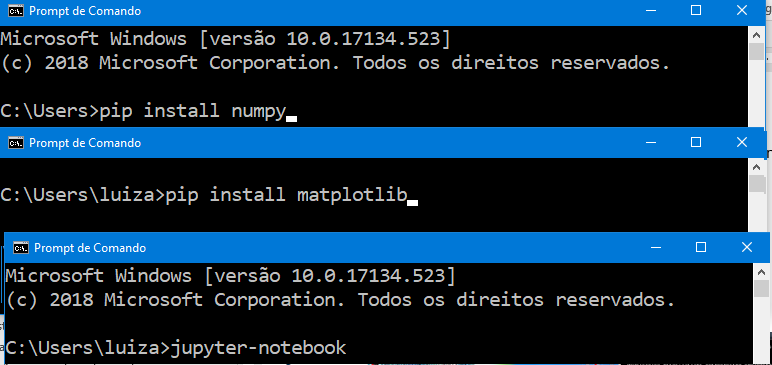 Prompt de Comando
Microsoft Windows [versão 10.0.17134.523]
(c) 2018 Microsoft Corporation. Todos os direitos reservados.
C:\Users>pip install numpy
Prompt de Comando
C:\Users\luiza>pip install matplotlib
Prompt de Comando
Microsoft Windows [versão 10.0.17134.523]
(c) 2018 Microsoft Corporation. Todos os direitos reservados.
C:\Users\luiza>jupyter-notebook